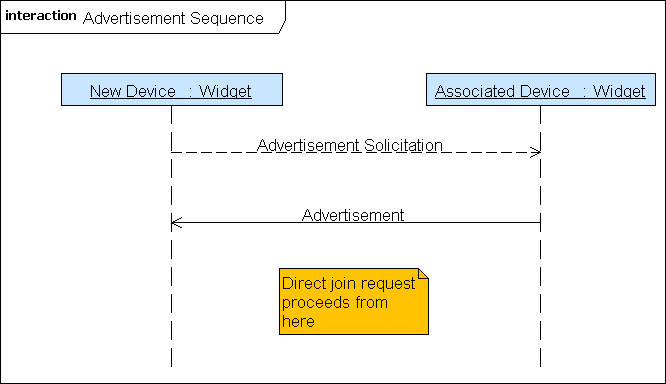 interaction Advertisement Sequence
New Device : Widget
Associated Device : Widget
Advertisement Solicitation
Advertisement
Direct join request
proceeds from
here